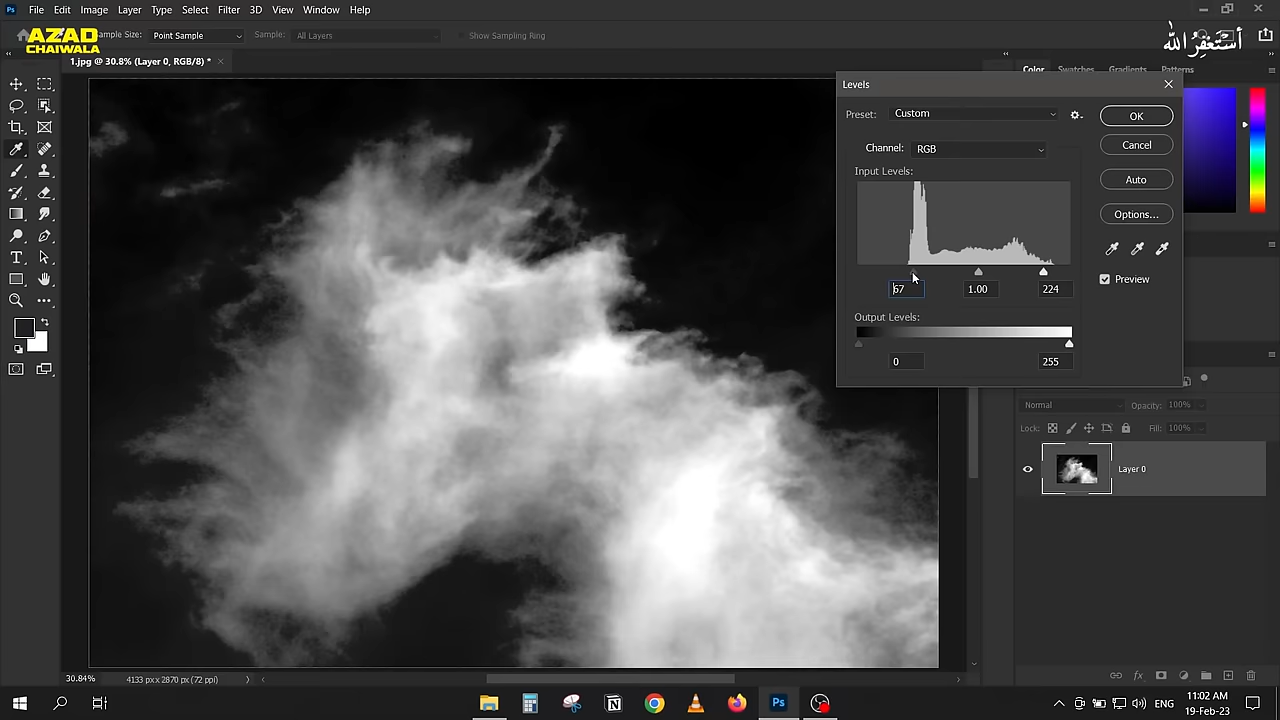 Ps File Edit Image Layer Type Select Filter 3D View Window Help
AZAD
CHAIWALA
Sample Size: Point Sample Sample: All Layers Show Sampling Ring
أستغفر الله
1.jpg @ 30.8% (Layer 0, RGB/8) *
Color Swatches Gradients Patterns
Levels
Preset: Custom
OK
Channel: RGB
Cancel
Input Levels:
Auto
Options...
Preview
67 1.00 224
Output Levels:
0 255
Normal Opacity: 100%
Lock: Fill: 100%
Layer 0
fx
30.84% 4133 px x 2870 px (72 ppi)
Ps
ENG
11:02 AM
19-Feb-23